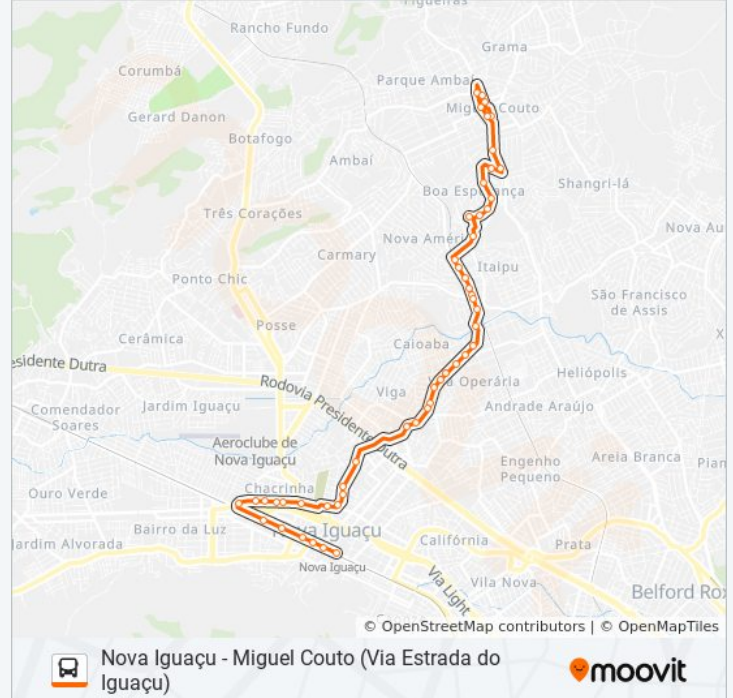 Figueiras
Rancho Fundo
Grama
Corumbá
Parque Ambaí
Miguel Couto
Gerard Danon
Botafogo
Ambaí
Shangri-lá
Boa Esperança
Três Corações
Nova Au
Nova América
Carmary
Itaipu
Ponto Chic
São Francisco
de Assis
Posse
X
Cerâmica
Caioaba
esidente Dutra
Heliópolis
Rodovia Presidente Dutra
Vila Operária
Viga
Comendador
Soares
Jardim Iguaçu
Andrade Araújo
Aeroclube de
Nova Iguaçu
Areia Branca
Engenho
Pequeno
Pian
Chacrinha
Ouro Verde
Bairro da Luz
Nova Iguaçu
Jardim Alvorada
Califórnia
Prata
Nova Iguaçu
Via Light
Vila Nova
Belford Ro
© OpenStreetMap contributors | © OpenMapTiles
Nova Iguaçu - Miguel Couto (Via Estrada do
Iguaçu)
moovit